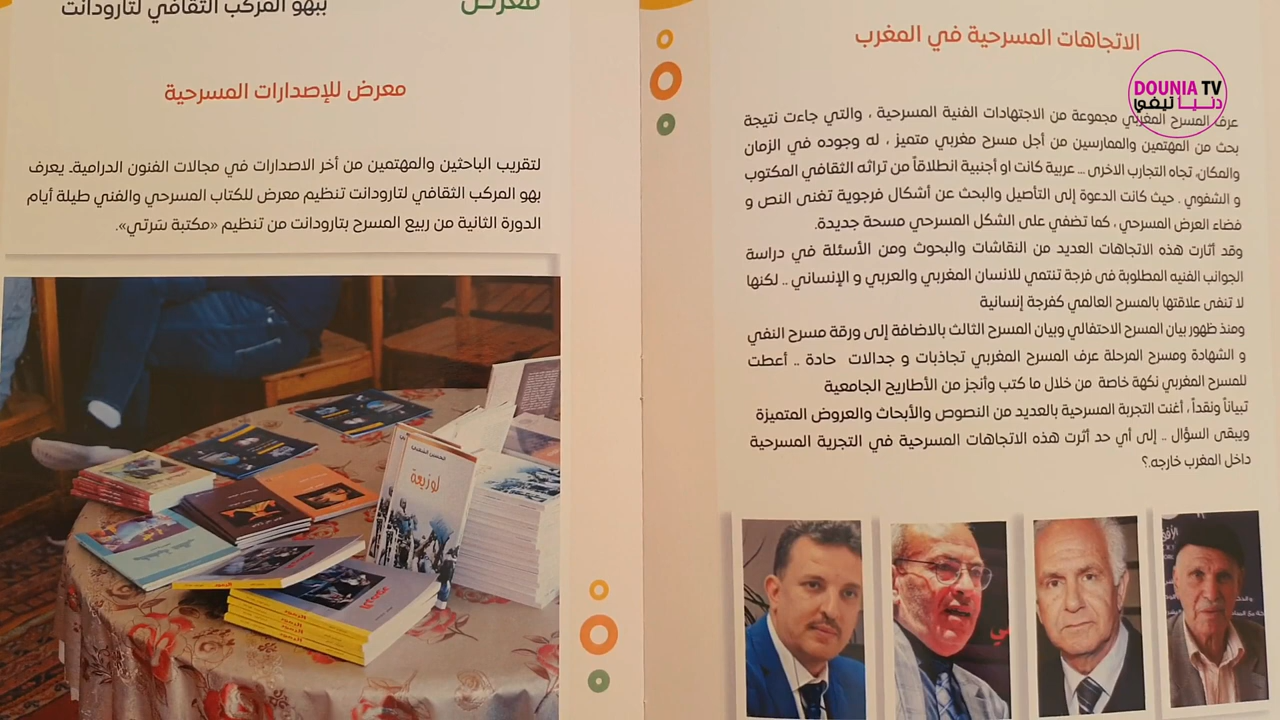 الاتجاهات المسرحية في المغرب
DOUNIA TV
دنيا تيفي
عرف المسرح المغربي مجموعة من الاجتهادات الفنية المسرحية ، والتي جاءت نتيجة
بحث من المهتمين والممارسين من أجل مسرح مغربي متميز ، له وجوده في الزمان
والمكان، تجاه التجارب الاخرى ... عربية كانت او أجنبية انطلاقاً من تراثه الثقافي المكتوب
و الشفوي . حيث كانت الدعوة إلى التأصيل والبحث عن أشكال فرجوية تغنى النص و
فضاء العرض المسرحي ، كما تضفي على الشكل المسرحي مسحة جديدة.
وقد أثارت هذه الاتجاهات العديد من النقاشات والبحوث ومن الأسئلة في دراسة
الجوانب الفنيه المطلوبة فى فرجة تنتمي للانسان المغربي والعربي و الإنساني .. لكنها
لا تنفى علاقتها بالمسرح العالمي كفرجة إنسانية
ومنذ ظهور بيان المسرح الاحتفالي وبيان المسرح الثالث بالاضافة إلى ورقة مسرح النفي
و الشهادة ومسرح المرحلة عرف المسرح المغربي تجاذبات و جدالات حادة .. أعطت
للمسرح المغربي نكهة خاصة من خلال ما كتب وأنجز من الأطاريح الجامعية
تبياناً ونقداً ، أغنت التجربة المسرحية بالعديد من النصوص والأبحاث والعروض المتميزة
ويبقى السؤال .. إلى أي حد أثرت هذه الاتجاهات المسرحية في التجربة المسرحية
داخل المغرب خارجه.؟
معرض
ببهو المركب الثقافي لتارودانت
معرض للإصدارات المسرحية
لتقريب الباحثين والمهتمين من أخر الاصدارات في مجالات الفنون الدرامية. يعرف
بهو المركب الثقافي لتارودانت تنظيم معرض للكتاب المسرحي والفني طيلة أيام
الدورة الثانية من ربيع المسرح بتارودانت من تنظيم «مكتبة سَرتي».
لوزيعة